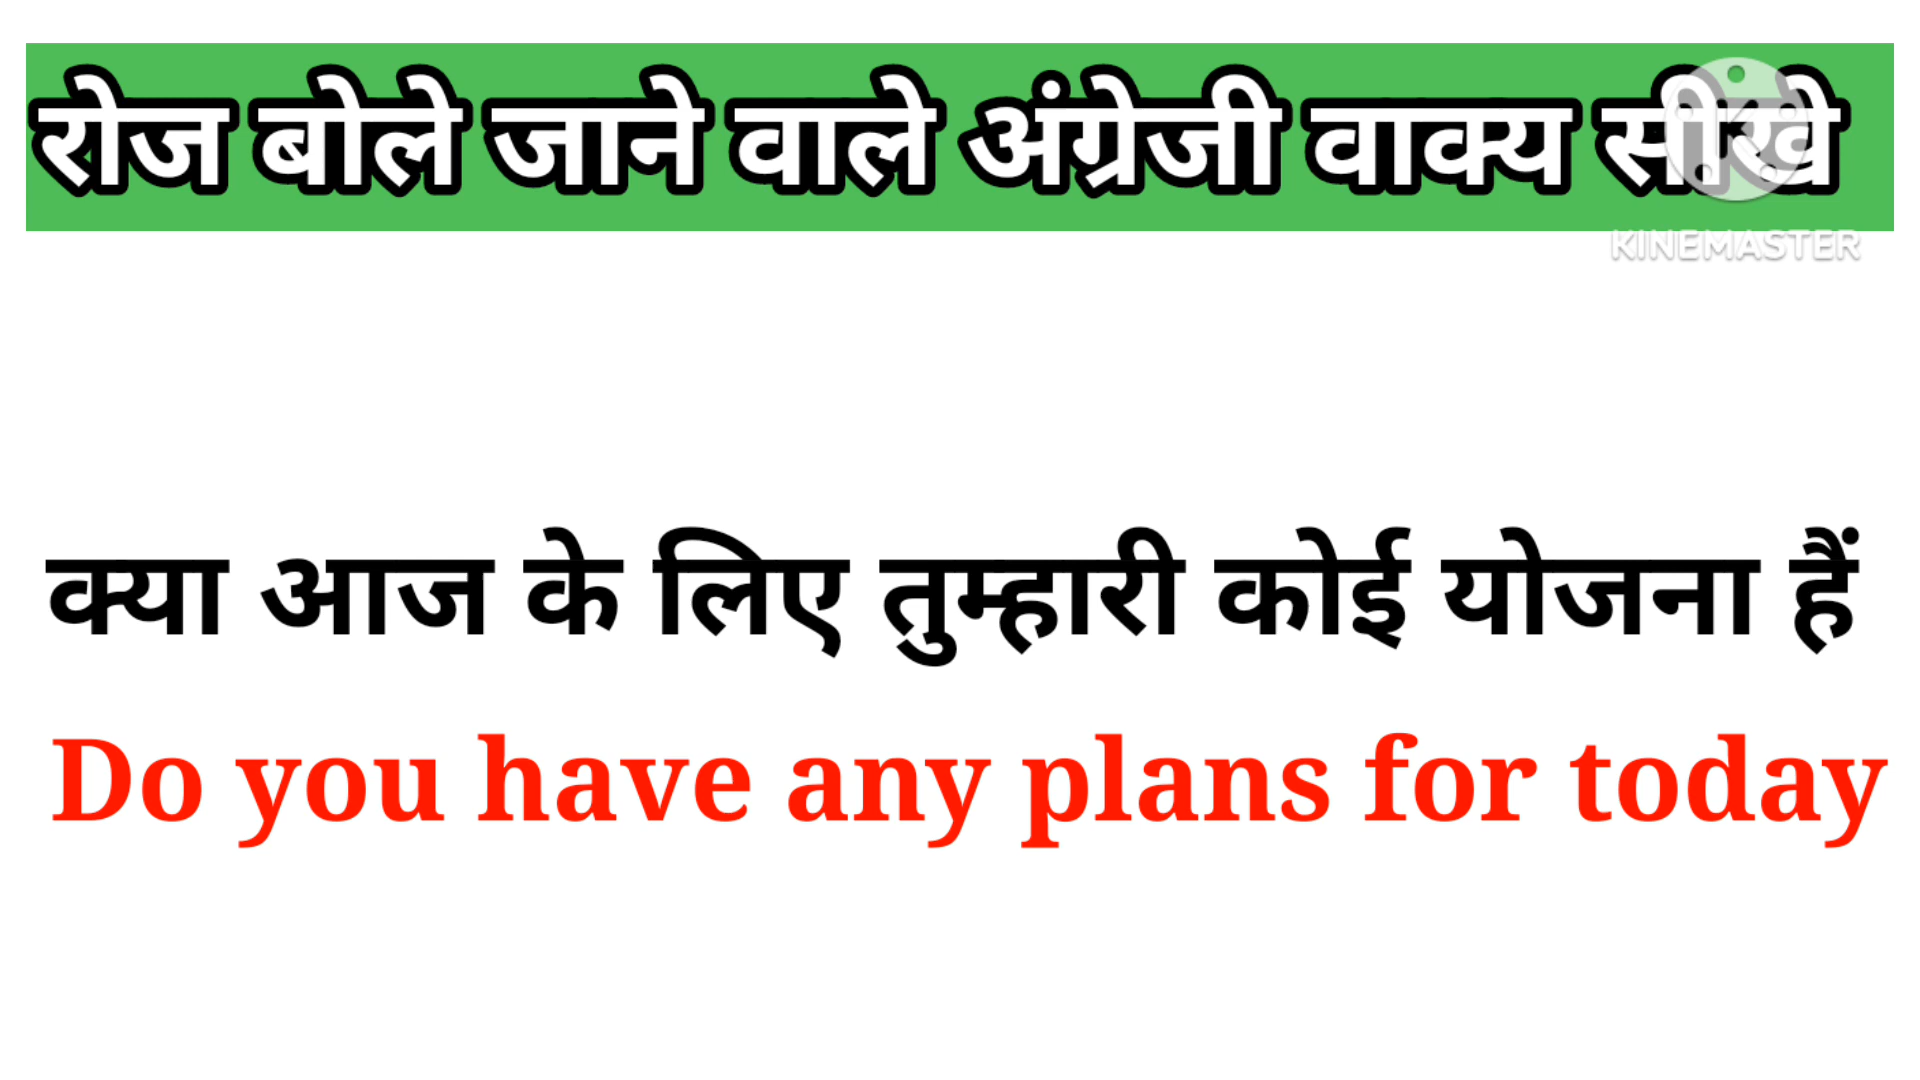 रोज बोले जाने वाले अंग्रेजी वाक्य सीखे
KINEMASTER
क्या आज के लिए तुम्हारी कोई योजना हैं
Do you have any plans for today